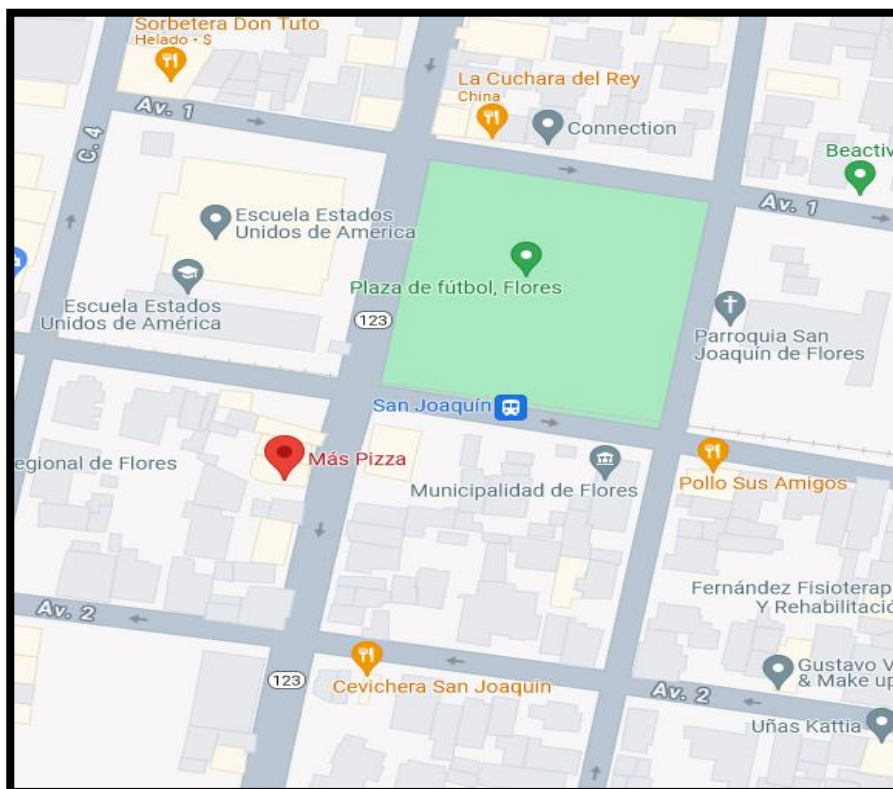 Sorbetera Don Tuto
Helado · $
La Cuchara del Rey
China
Connection
Av. 1
C. 4
Beactiv
Av. 1
Escuela Estados
Unidos de America
Plaza de fútbol, Flores
Escuela Estados
Unidos de América
123
Parroquia San
Joaquín de Flores
San Joaquín
Más Pizza
egional de Flores
Municipalidad de Flores
Pollo Sus Amigos
Av. 2
Fernández Fisioterap
Y Rehabilitació
123
Cevichera San Joaquin
Av. 2
Gustavo V
& Make up
Uñas Kattia